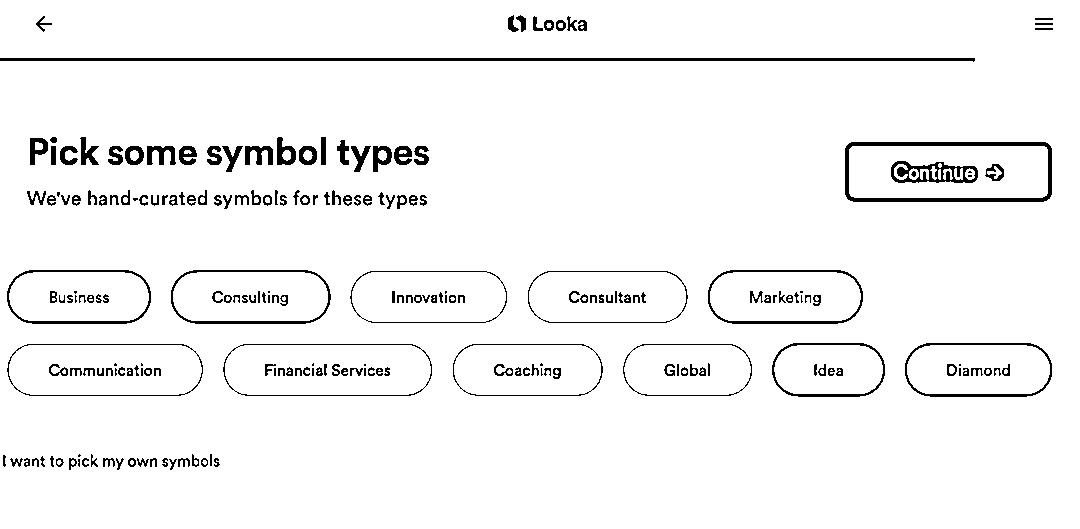 Looka
Pick some symbol types
We've hand-curated symbols for these types
Continue →
Business Consulting Innovation Consultant Marketing
Communication Financial Services Coaching Global Idea Diamond
I want to pick my own symbols